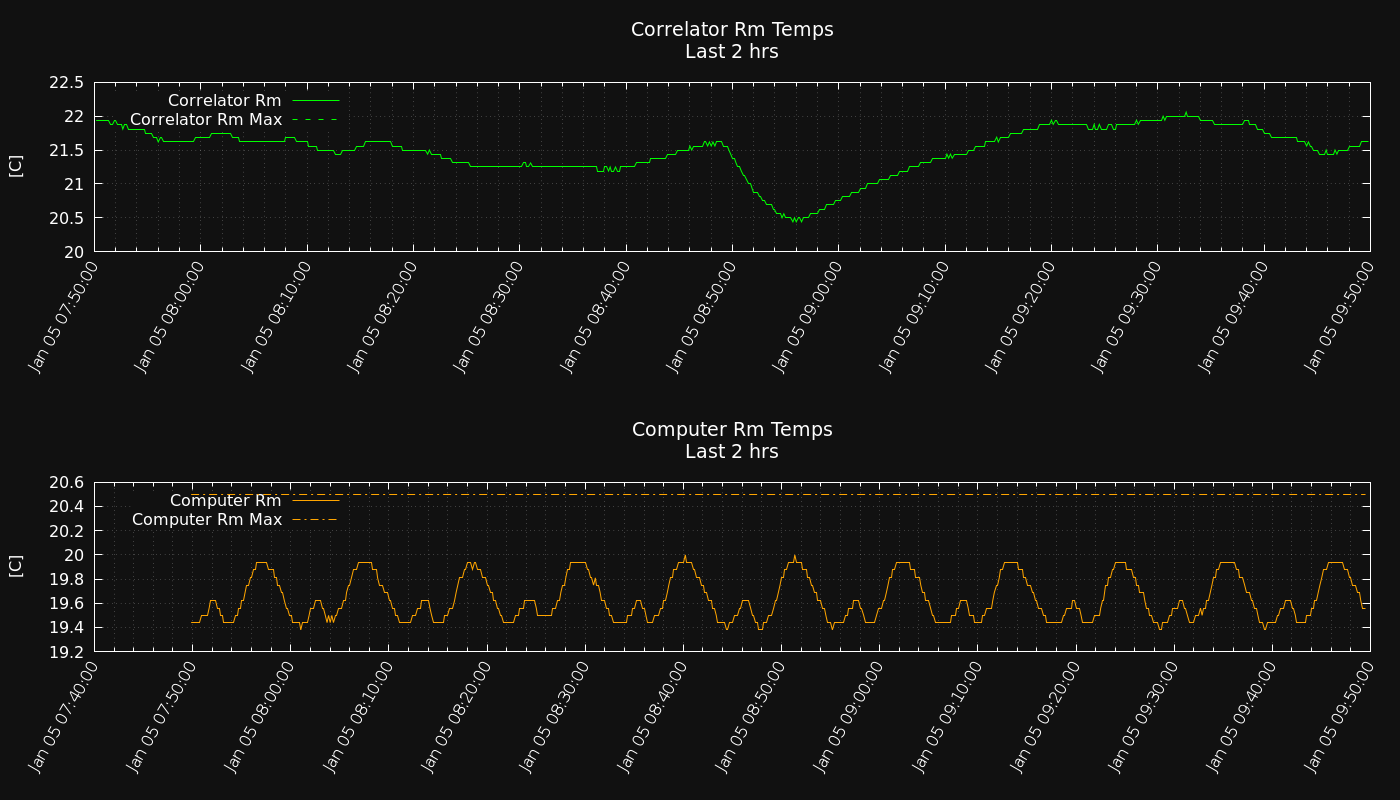 Correlator Rm Temps
Last 2 hrs
22.5
22
21.5
21
20.5
20
[C]
Correlator Rm
Correlator Rm Max
Jan 05 07:50:00
Jan 05 08:00:00
Jan 05 08:10:00
Jan 05 08:20:00
Jan 05 08:30:00
Jan 05 08:40:00
Jan 05 08:50:00
Jan 05 09:00:00
Jan 05 09:10:00
Jan 05 09:20:00
Jan 05 09:30:00
Jan 05 09:40:00
Jan 05 09:50:00
Computer Rm Temps
Last 2 hrs
20.6
20.4
20.2
20
19.8
19.6
19.4
19.2
[C]
Computer Rm
Computer Rm Max
Jan 05 07:40:00
Jan 05 07:50:00
Jan 05 08:00:00
Jan 05 08:10:00
Jan 05 08:20:00
Jan 05 08:30:00
Jan 05 08:40:00
Jan 05 08:50:00
Jan 05 09:00:00
Jan 05 09:10:00
Jan 05 09:20:00
Jan 05 09:30:00
Jan 05 09:40:00
Jan 05 09:50:00